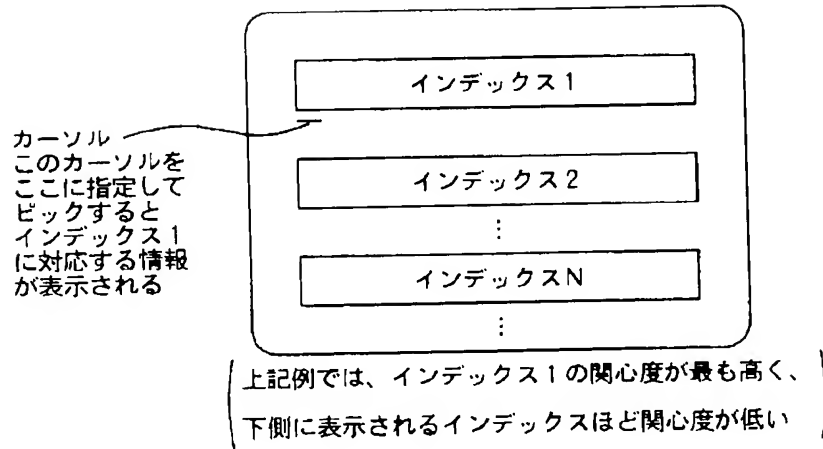 インデックス1
カーソル
このカーソルを
ここに指定して
ピックすると
インデックス1
に対応する情報
が表示される
インデックス2
⋮
インデックスN
⋮
(上記例では、インデックス1の関心度が最も高く、
下側に表示されるインデックスほど関心度が低い)